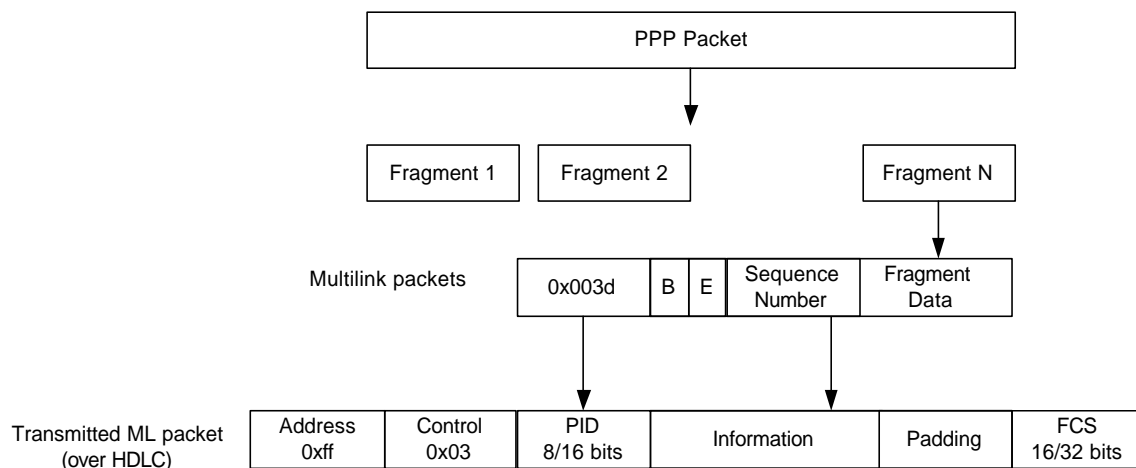 PPP Packet
Fragment 1
Fragment 2
Fragment N
Multilink packets
0x003d
B
E
Sequence
Number
Fragment
Data
Transmitted ML packet
(over HDLC)
Address
0xff
Control
0x03
PID
8/16 bits
Information
Padding
FCS
16/32 bits